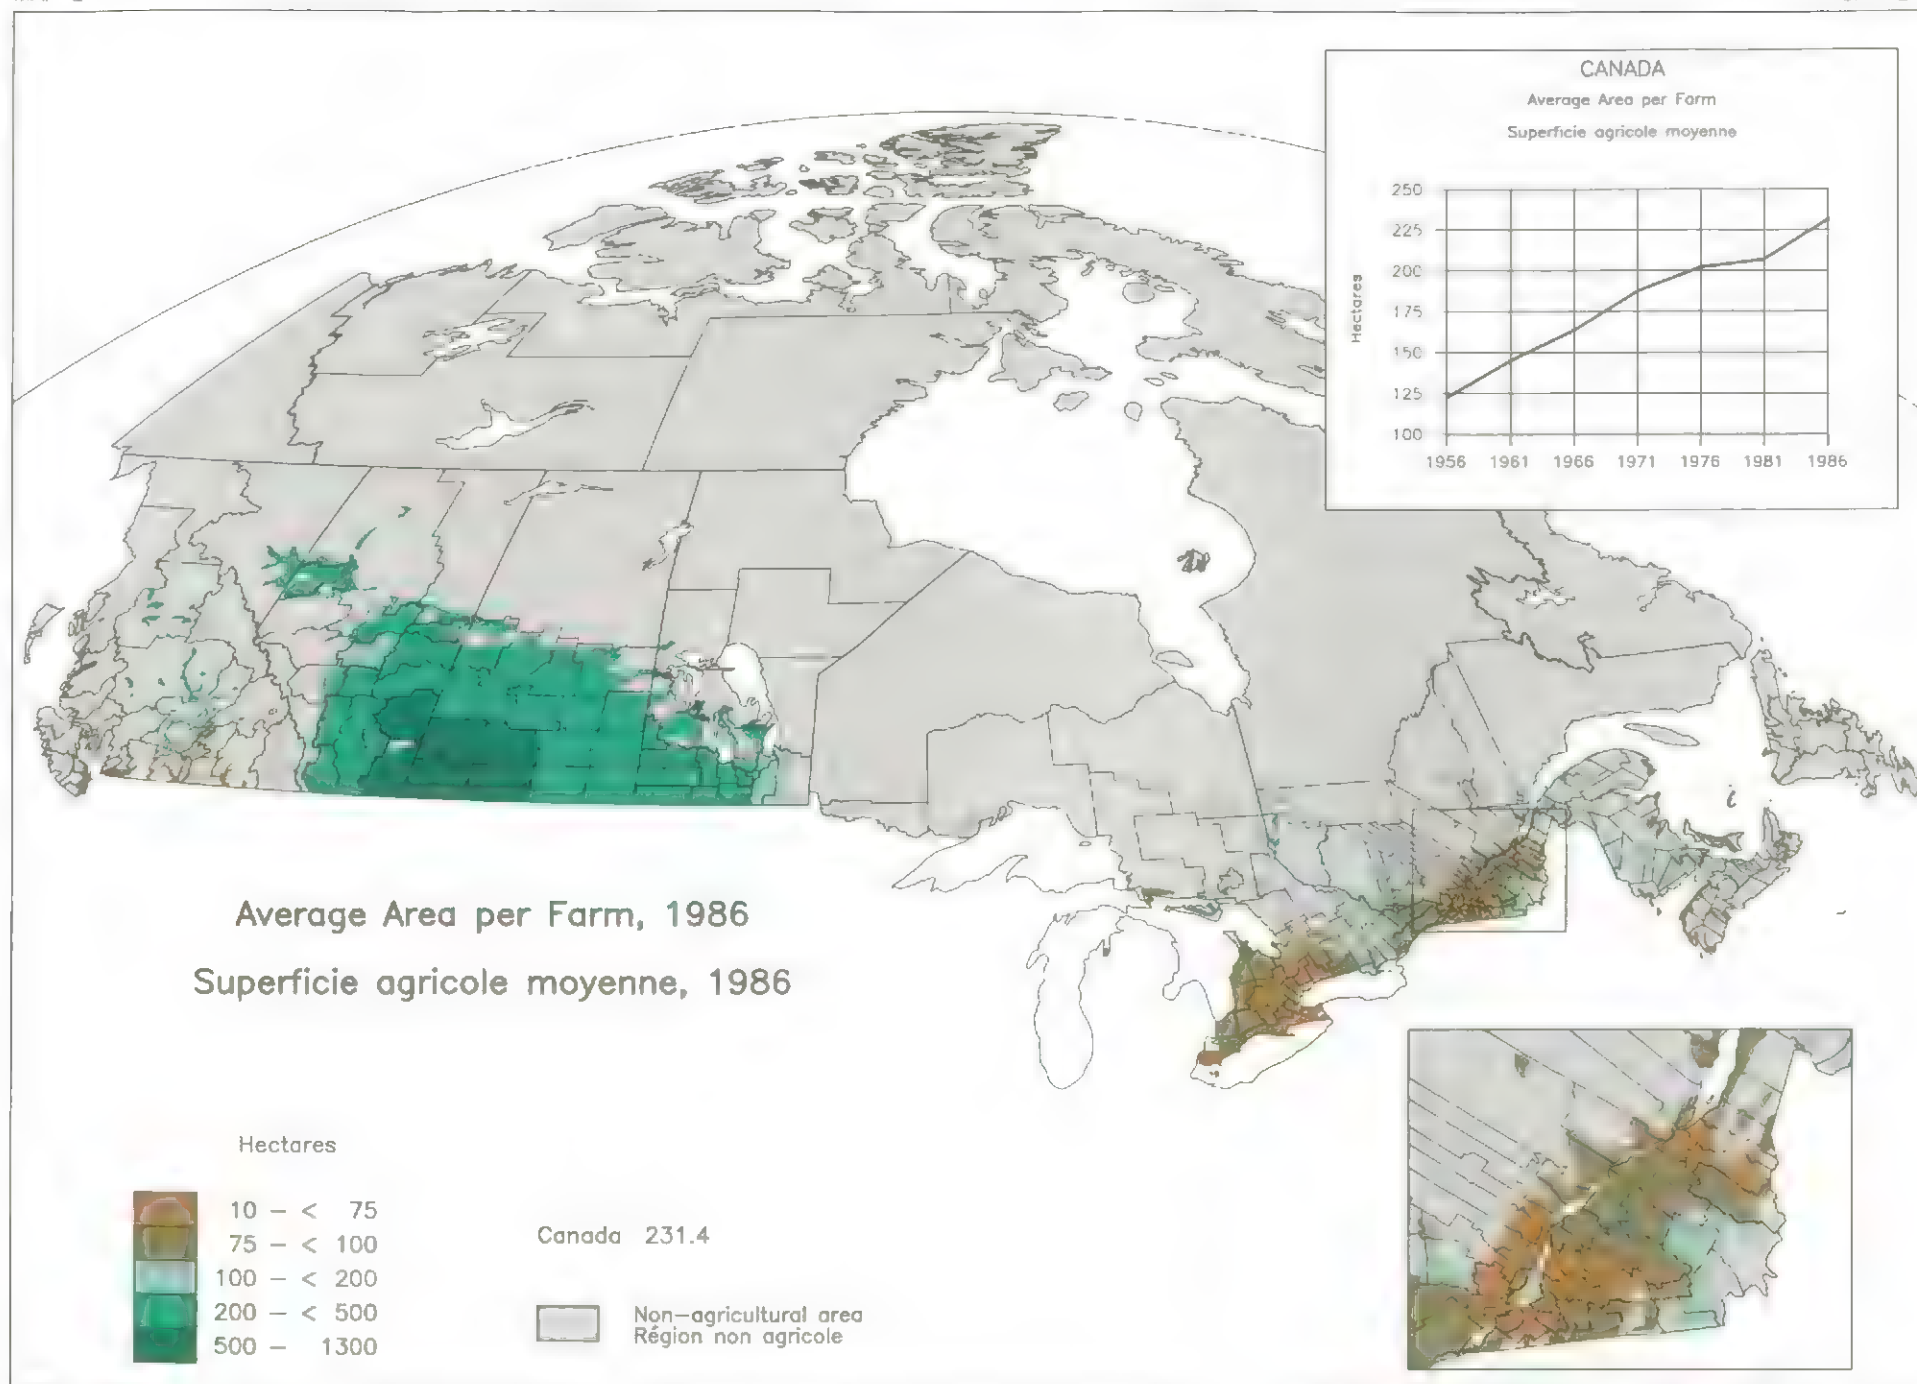 CANADA
Average Area per Farm
Superficie agricole moyenne
Hectares
250
225
200
175
150
125
100
1956 1961 1966 1971 1976 1981 1986
Average Area per Farm, 1986
Superficie agricole moyenne, 1986
Hectares
10 – < 75
75 – < 100
100 – < 200
200 – < 500
500 – 1300
Canada 231.4
Non–agricultural area
Région non agricole